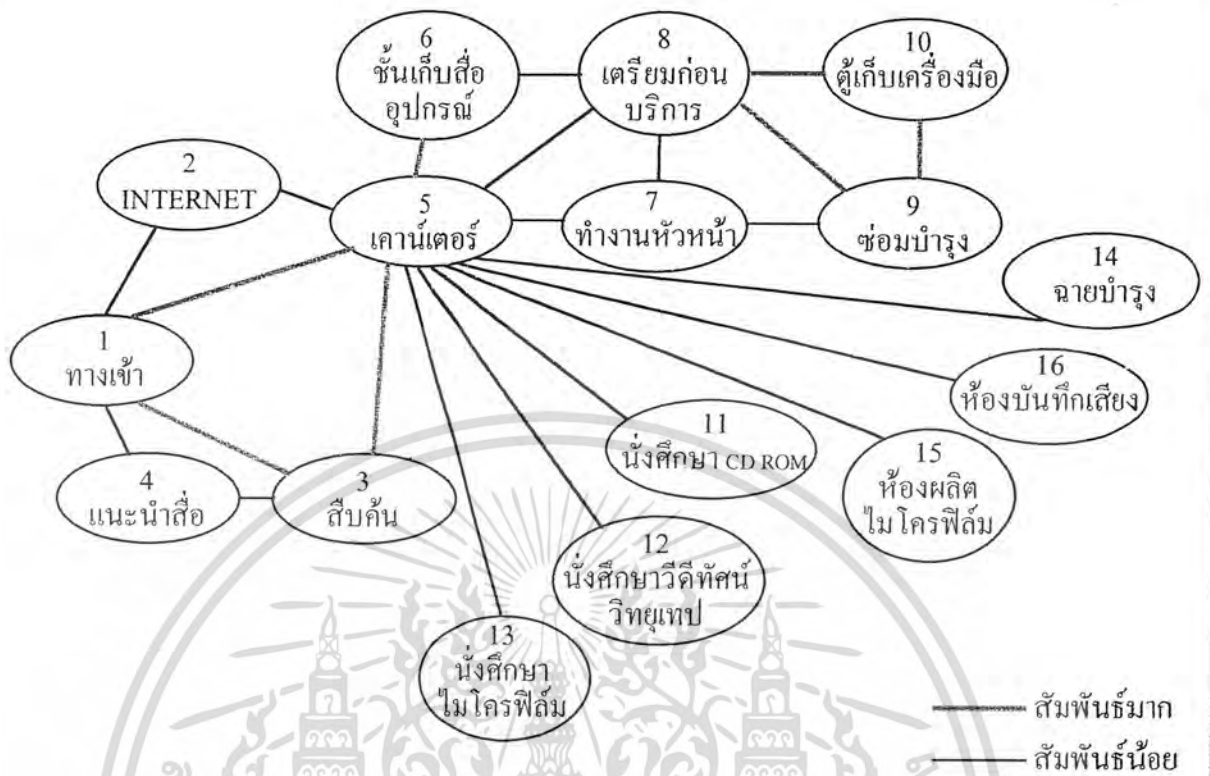 6
ชั้นเก็บสื่อ
อุปกรณ์
8
เตรียมก่อน
บริการ
10
ตู้เก็บเครื่องมือ
2
INTERNET
5
เคาน์เตอร์
7
ทำงานหัวหน้า
9
ซ่อมบำรุง
14
ฉายบำรุง
1
ทางเข้า
16
ห้องบันทึกเสียง
11
นั่งศึกษา CD ROM
15
ห้องผลิต
ไมโครฟิล์ม
4
แนะนำสื่อ
3
สืบค้น
12
นั่งศึกษาวีดีทัศน์
วิทยุเทป
13
นั่งศึกษา
ไมโครฟิล์ม
สัมพันธ์มาก
สัมพันธ์น้อย